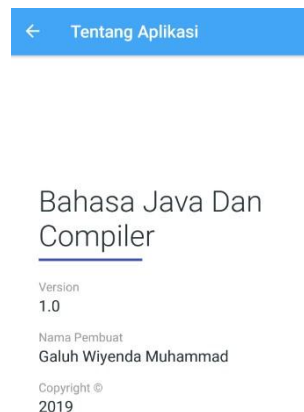 Tentang Aplikasi
Bahasa Java Dan
Compiler
Version
1.0
Nama Pembuat
Galuh Wiyenda Muhammad
Copyright ©
2019